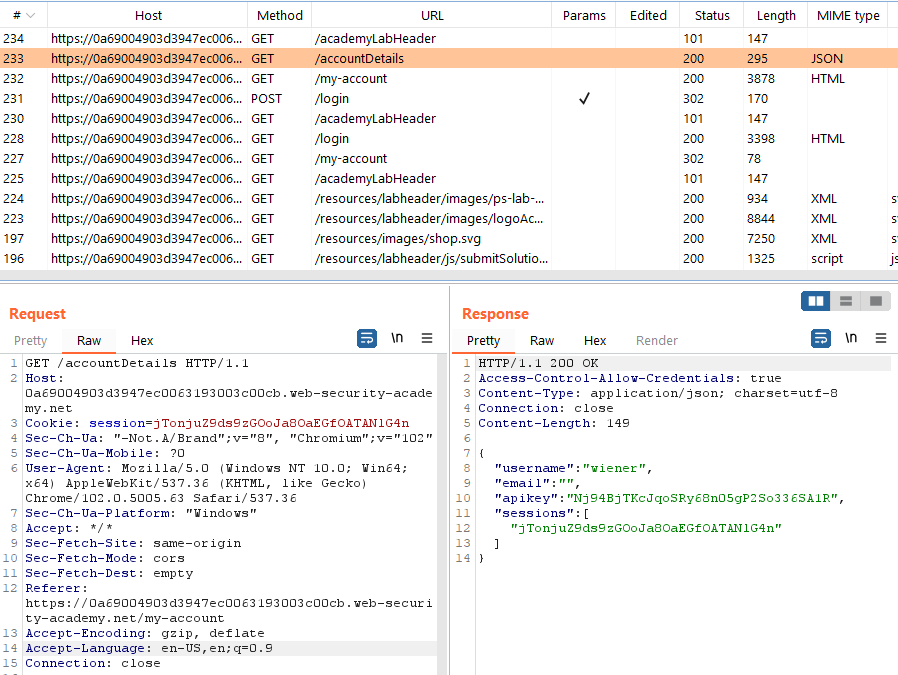 # Host Method URL Params Edited Status Length MIME type
234 https://0a69004903d3947ec006... GET /academyLabHeader 101 147
233 https://0a69004903d3947ec006... GET /accountDetails 200 295 JSON
232 https://0a69004903d3947ec006... GET /my-account 200 3878 HTML
231 https://0a69004903d3947ec006... POST /login ✓ 302 170
230 https://0a69004903d3947ec006... GET /academyLabHeader 101 147
228 https://0a69004903d3947ec006... GET /login 200 3398 HTML
227 https://0a69004903d3947ec006... GET /my-account 302 78
225 https://0a69004903d3947ec006... GET /academyLabHeader 101 147
224 https://0a69004903d3947ec006... GET /resources/labheader/images/ps-lab-... 200 934 XML
223 https://0a69004903d3947ec006... GET /resources/labheader/images/logoAc... 200 8844 XML
197 https://0a69004903d3947ec006... GET /resources/images/shop.svg 200 7250 XML
196 https://0a69004903d3947ec006... GET /resources/labheader/js/submitSolutio... 200 1325 script
Request
Pretty Raw Hex \n
1 GET /accountDetails HTTP/1.1
2 Host:
0a69004903d3947ec0063193003c00cb.web-security-acade
my.net
3 Cookie: session=jTonjuZ9ds9zGOoJa8OaEGfOATAN1G4n
4 Sec-Ch-Ua: "-Not.A/Brand";v="8", "Chromium";v="102"
5 Sec-Ch-Ua-Mobile: ?0
6 User-Agent: Mozilla/5.0 (Windows NT 10.0; Win64;
x64) AppleWebKit/537.36 (KHTML, like Gecko)
Chrome/102.0.5005.63 Safari/537.36
7 Sec-Ch-Ua-Platform: "Windows"
8 Accept: */*
9 Sec-Fetch-Site: same-origin
10 Sec-Fetch-Mode: cors
11 Sec-Fetch-Dest: empty
12 Referer:
https://0a69004903d3947ec0063193003c00cb.web-securi
ty-academy.net/my-account
13 Accept-Encoding: gzip, deflate
14 Accept-Language: en-US,en;q=0.9
15 Connection: close
Response
Pretty Raw Hex Render \n
1 HTTP/1.1 200 OK
2 Access-Control-Allow-Credentials: true
3 Content-Type: application/json; charset=utf-8
4 Connection: close
5 Content-Length: 149
6
7 {
8 "username":"wiener",
9 "email":"",
10 "apikey":"Nj94BjTKcJqoSRy68nO5gP2So336SA1R",
11 "sessions":[
12 "jTonjuZ9ds9zGOoJa8OaEGfOATAN1G4n"
13 ]
14 }